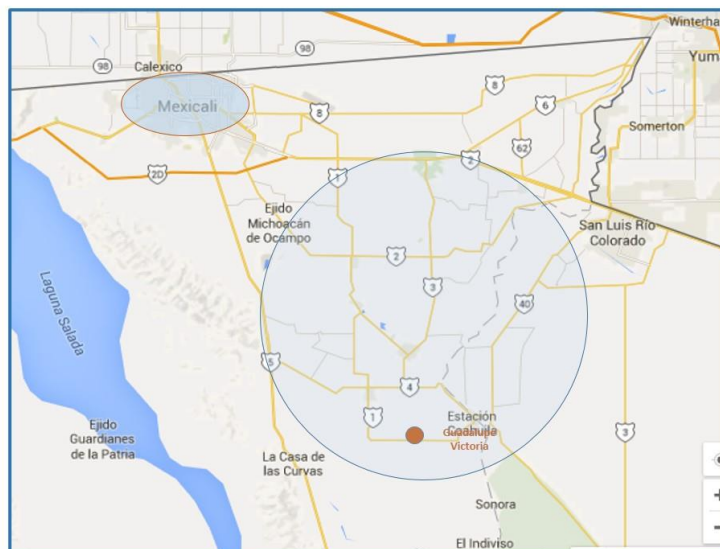 Winterha
98
98
Calexico
Yuma
Mexicali
8
8
6
Somerton
62
2
2D
1
Ejido
Michoacán
de Ocampo
San Luis Río
Colorado
2
Laguna Salada
3
40
5
4
1
Estación
Coahuila
Guadalupe
Victoria
3
Ejido
Guardianes
de la Patria
La Casa de
las Curvas
Sonora
El Indiviso